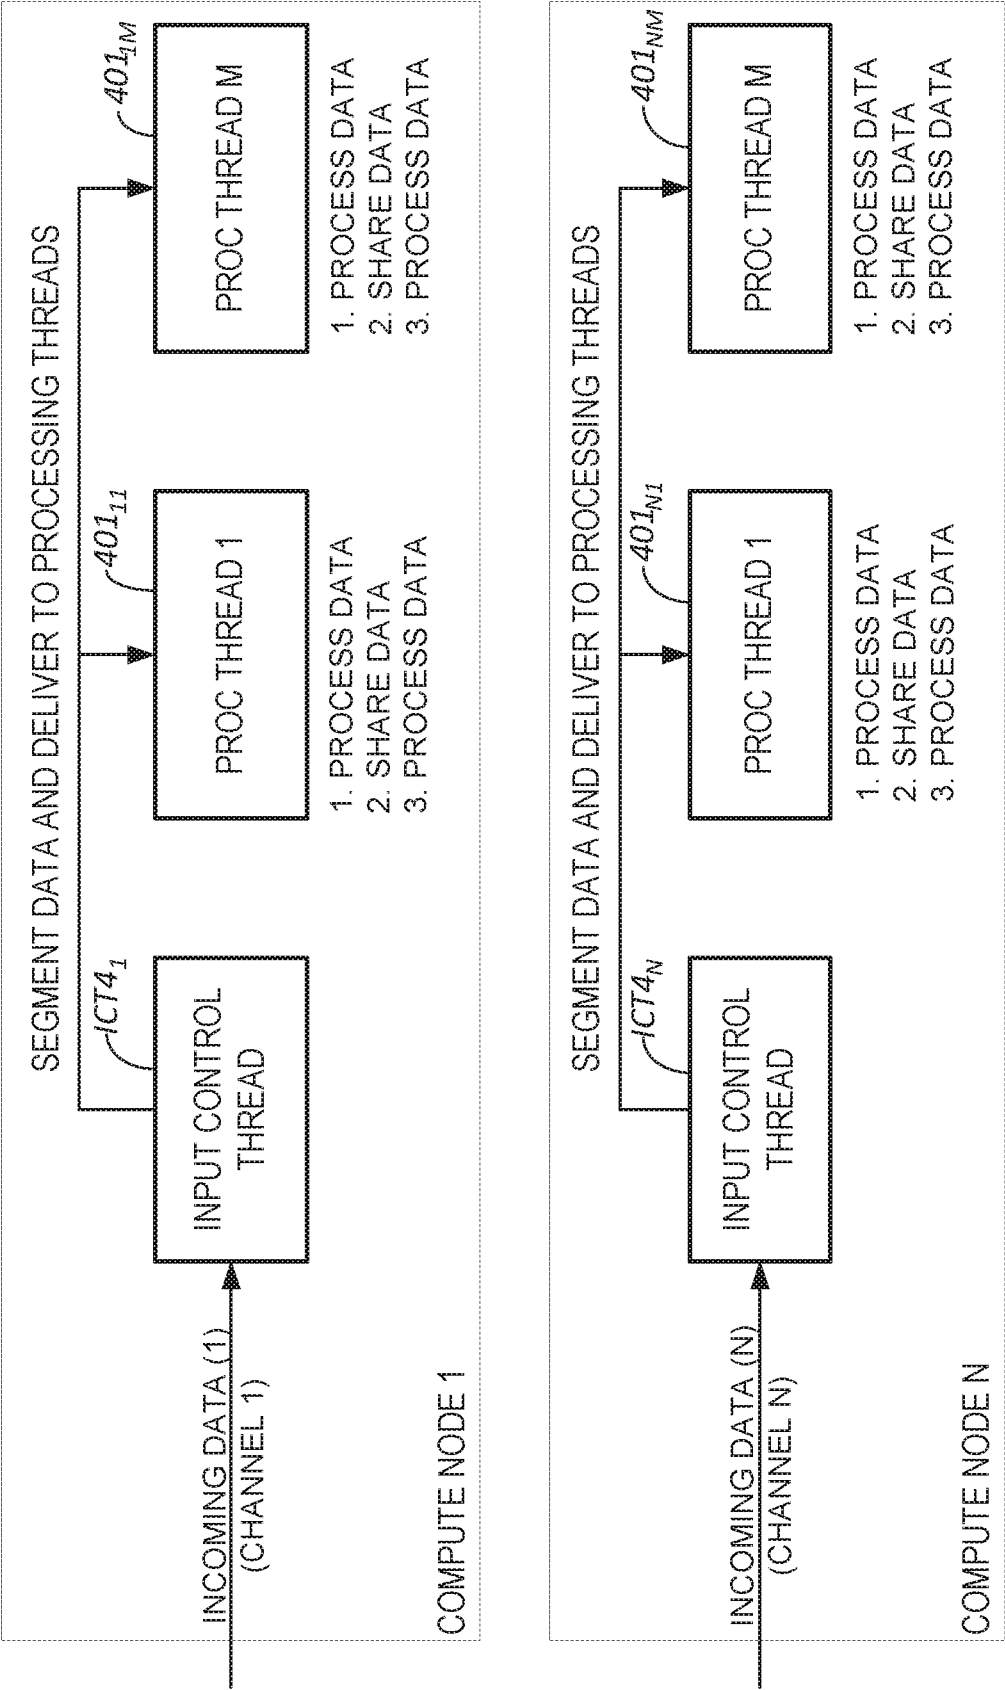 SEGMENT DATA AND DELIVER TO PROCESSING THREADS
ICT4₁
401₁₁
401₁M
INCOMING DATA (1)
(CHANNEL 1)
INPUT CONTROL
THREAD
PROC THREAD 1
1. PROCESS DATA
2. SHARE DATA
3. PROCESS DATA
PROC THREAD M
1. PROCESS DATA
2. SHARE DATA
3. PROCESS DATA
COMPUTE NODE 1
SEGMENT DATA AND DELIVER TO PROCESSING THREADS
ICT4N
401N1
401NM
INCOMING DATA (N)
(CHANNEL N)
INPUT CONTROL
THREAD
PROC THREAD 1
1. PROCESS DATA
2. SHARE DATA
3. PROCESS DATA
PROC THREAD M
1. PROCESS DATA
2. SHARE DATA
3. PROCESS DATA
COMPUTE NODE N